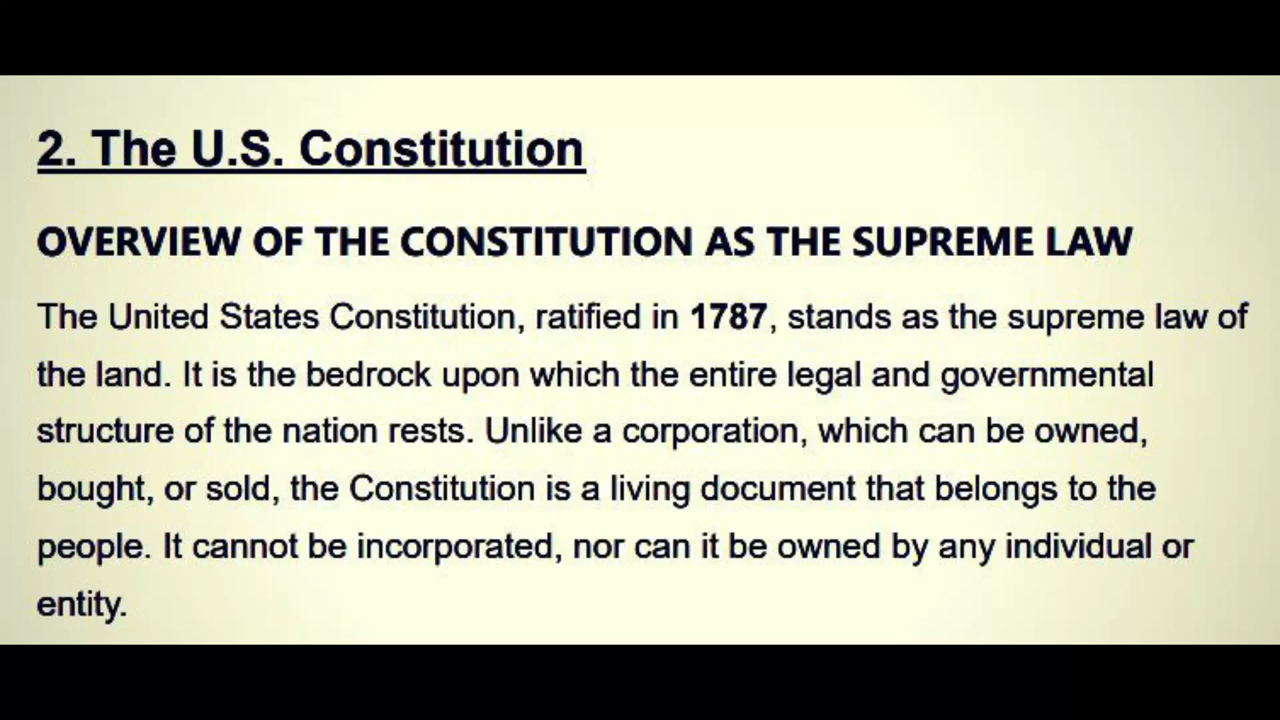 2. The U.S. Constitution
OVERVIEW OF THE CONSTITUTION AS THE SUPREME LAW
The United States Constitution, ratified in 1787, stands as the supreme law of
the land. It is the bedrock upon which the entire legal and governmental
structure of the nation rests. Unlike a corporation, which can be owned,
bought, or sold, the Constitution is a living document that belongs to the
people. It cannot be incorporated, nor can it be owned by any individual or
entity.